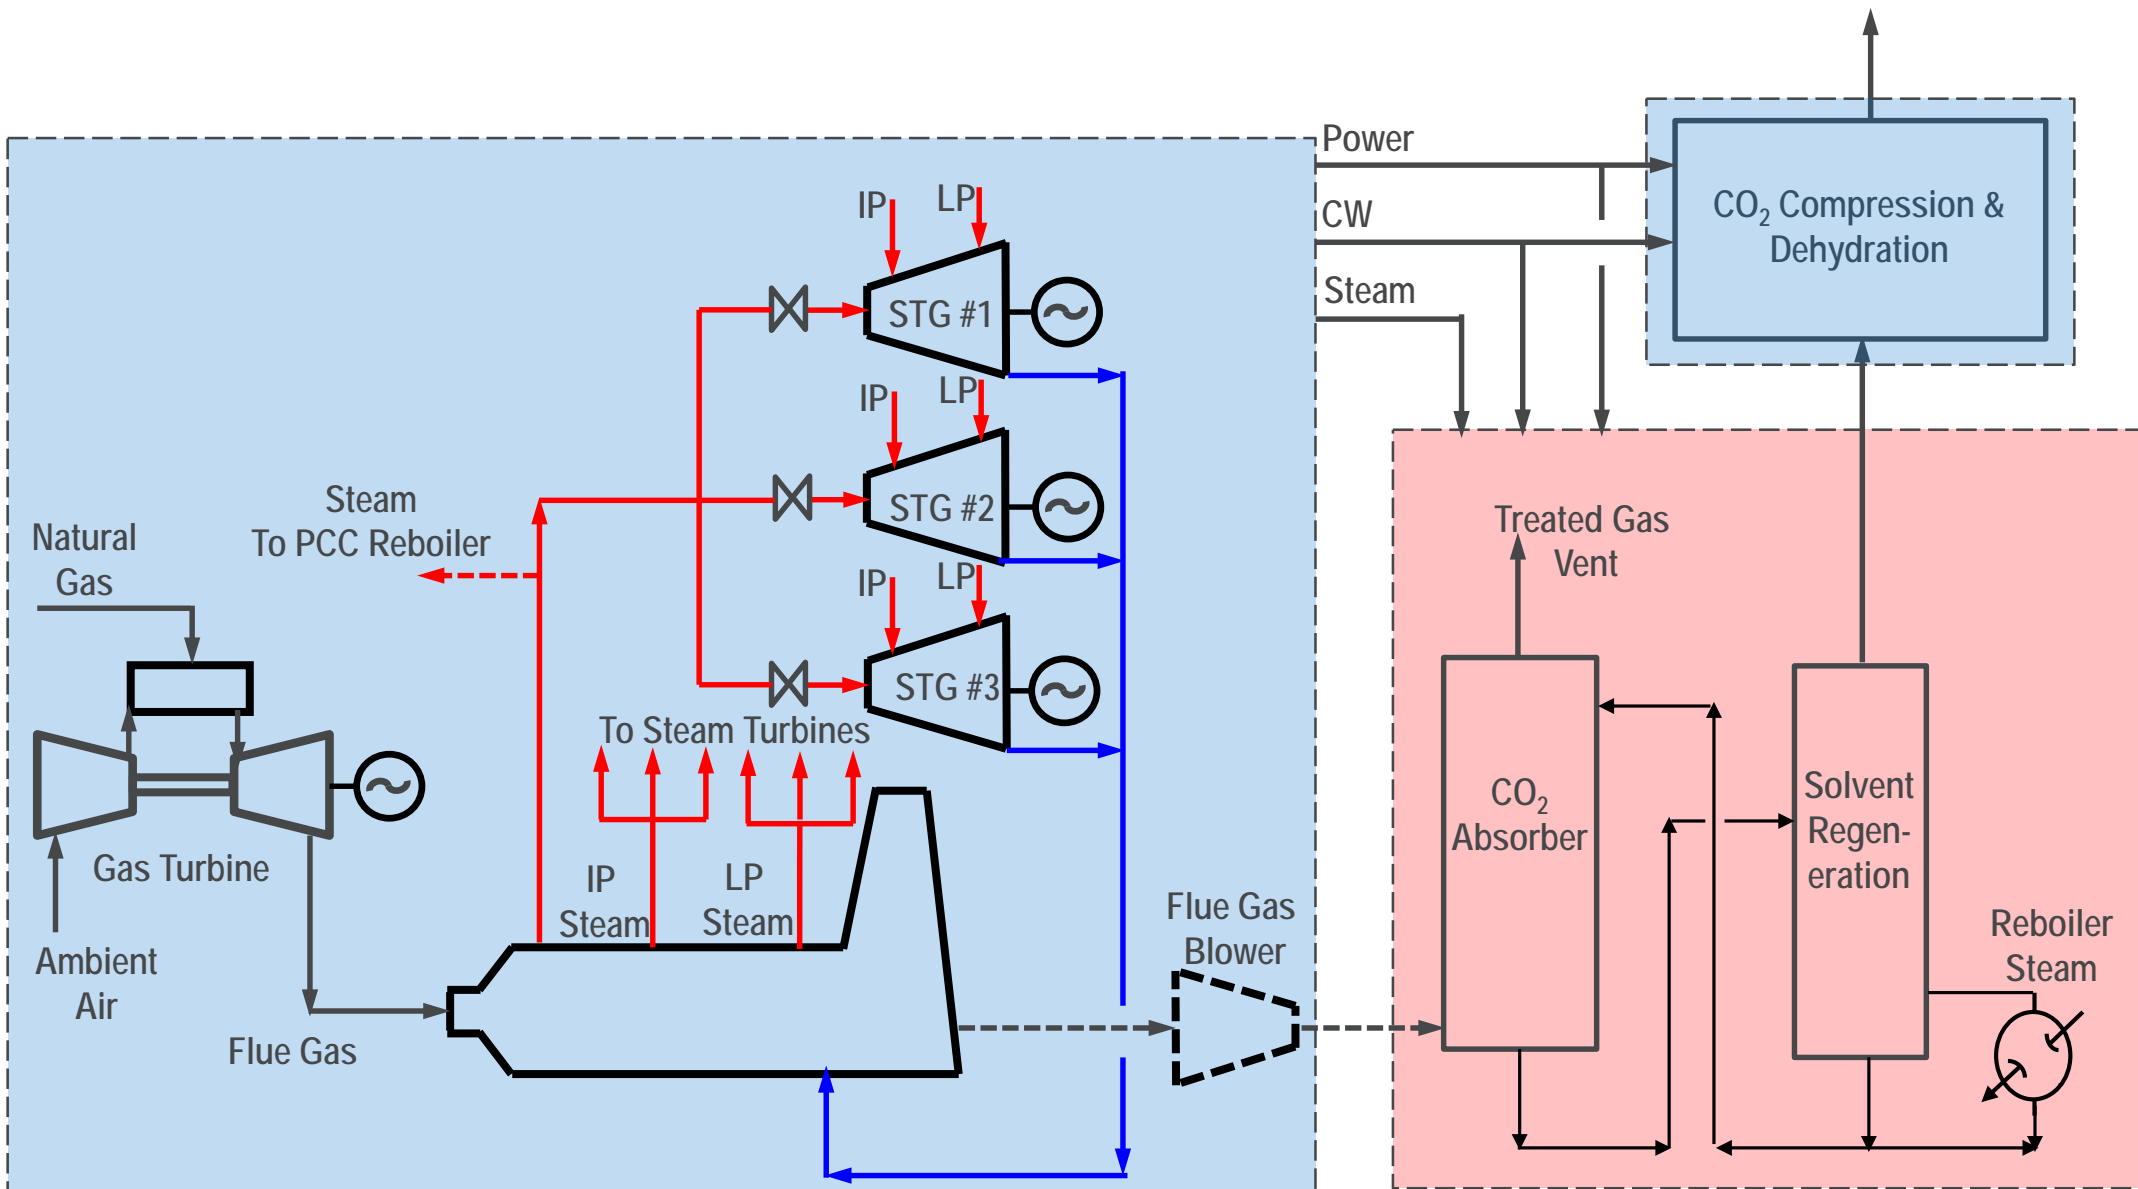 Power
CW
Steam
CO₂ Compression &
Dehydration
IP
LP
STG #1
IP
LP
STG #2
IP
LP
STG #3
Steam
To PCC Reboiler
Natural
Gas
To Steam Turbines
Gas Turbine
IP
Steam
LP
Steam
Ambient
Air
Flue Gas
Flue Gas
Blower
Treated Gas
Vent
CO₂
Absorber
Solvent
Regen-
eration
Reboiler
Steam